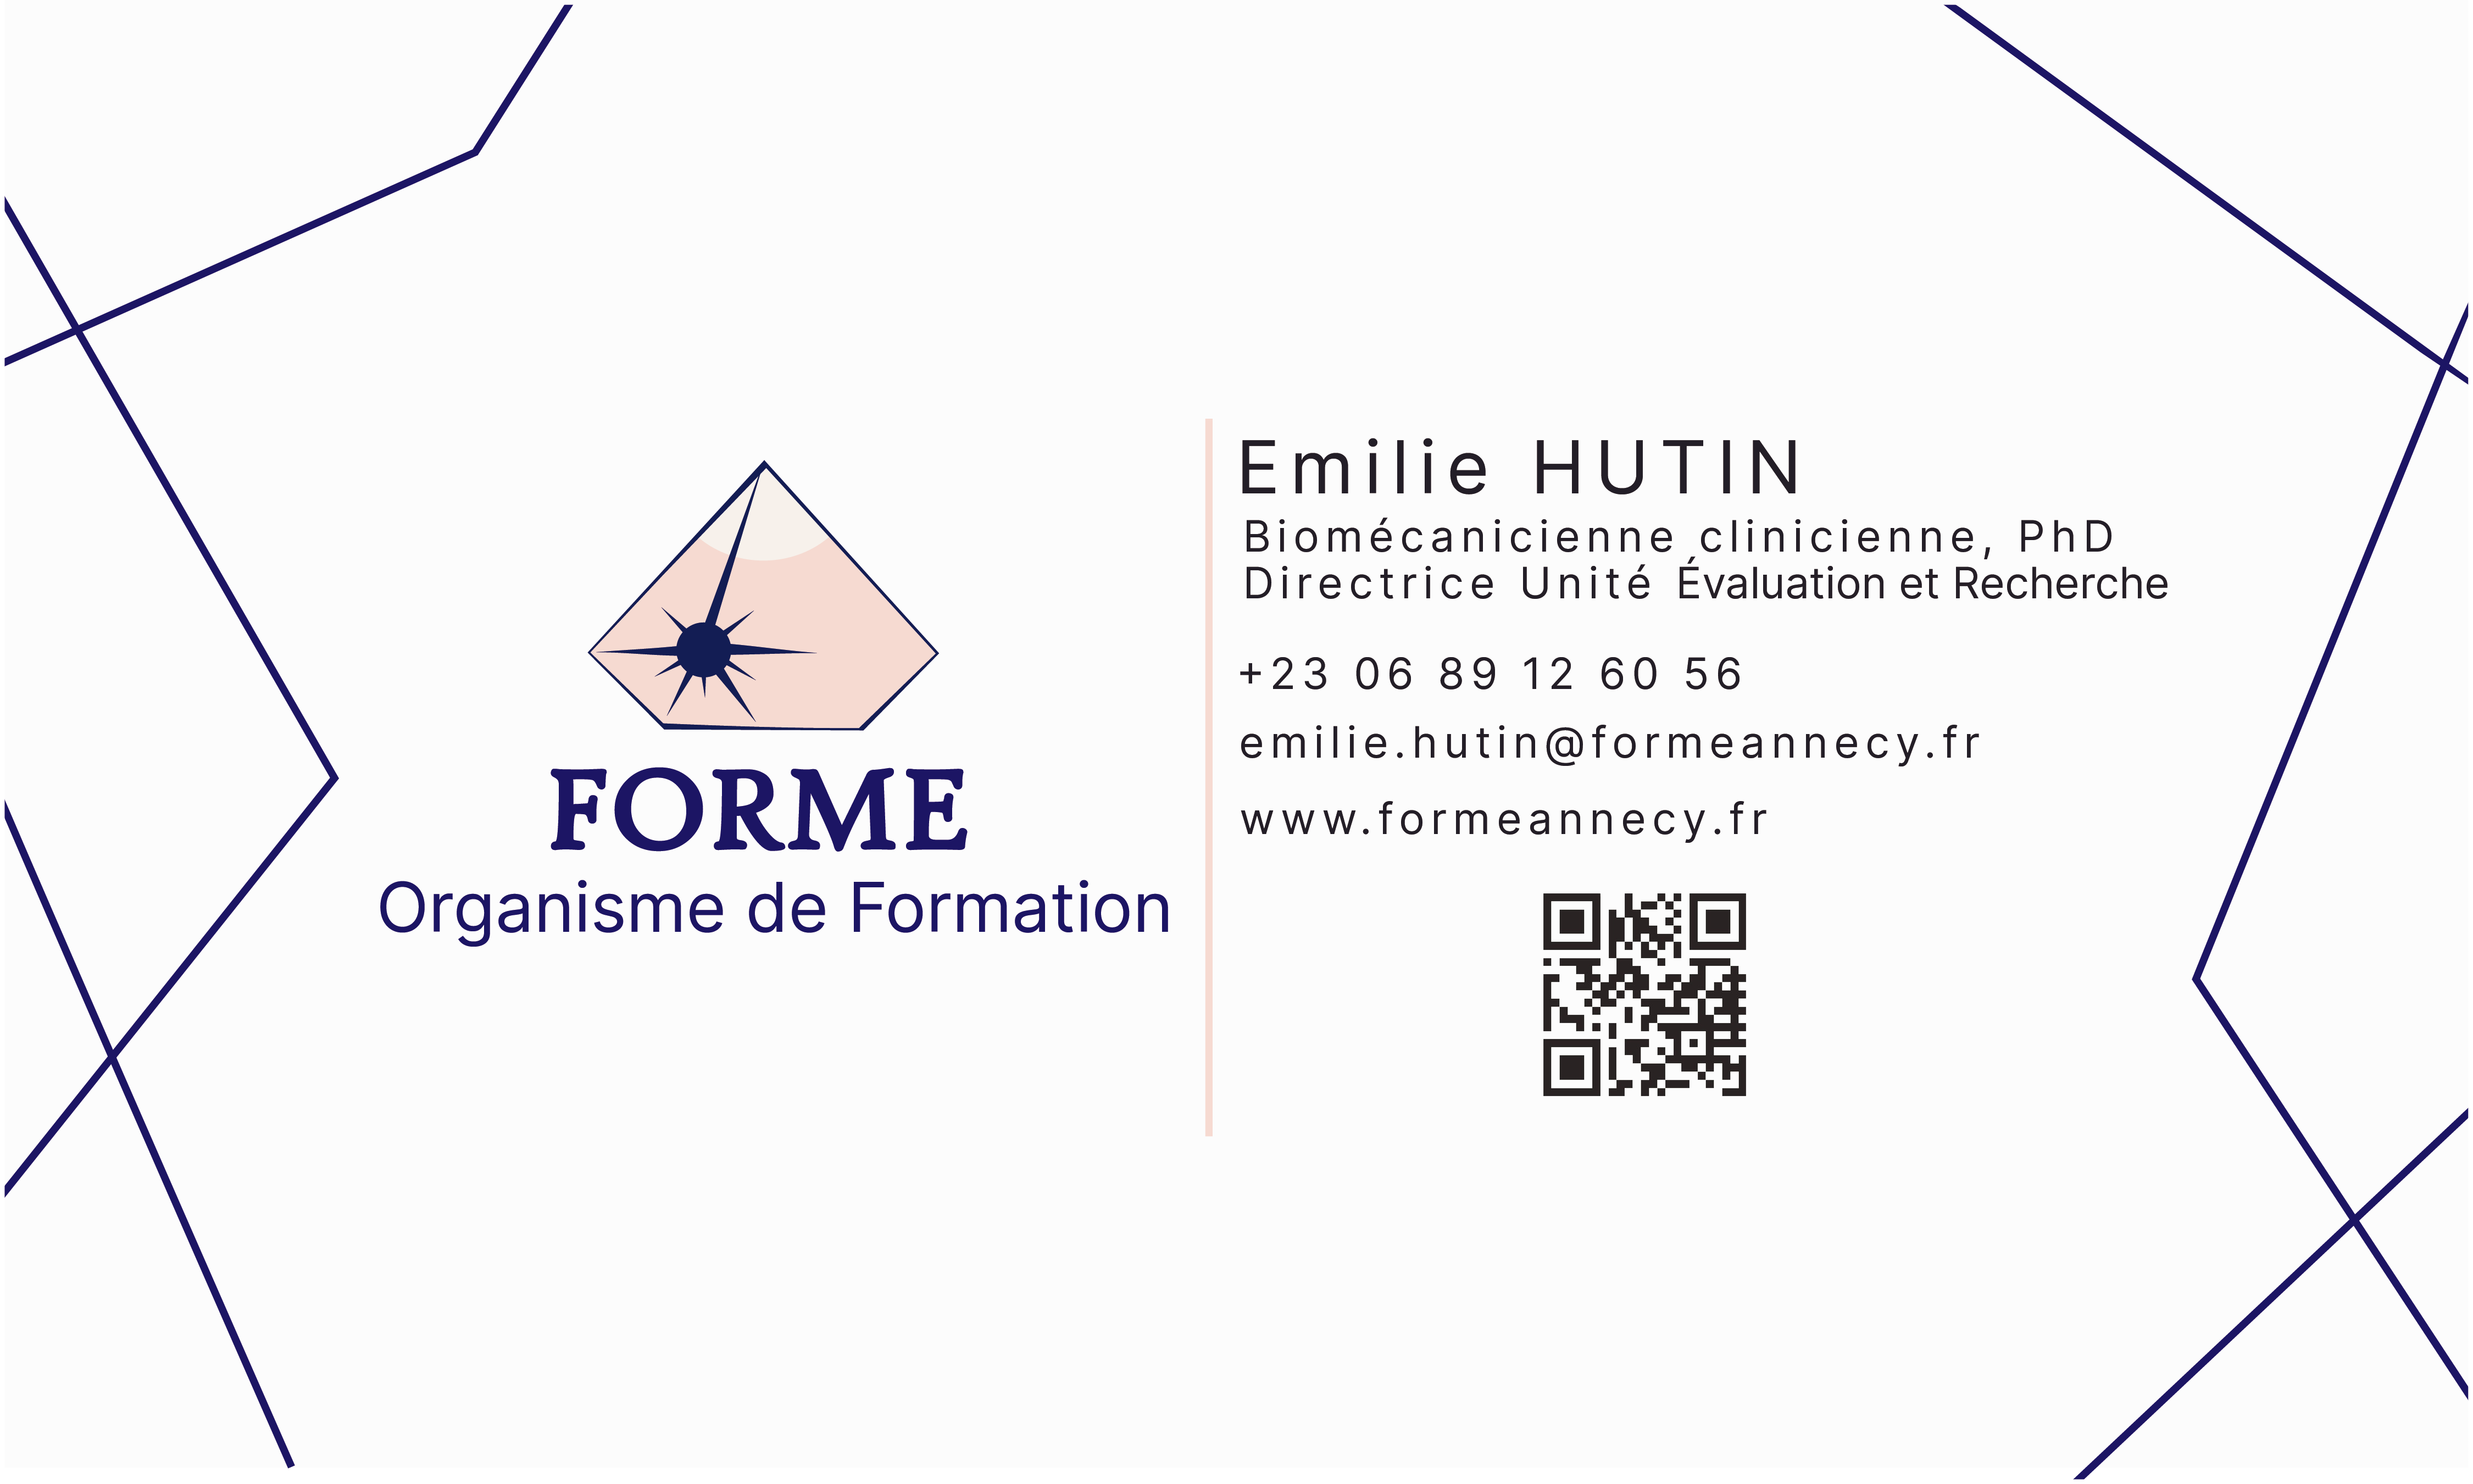 FORME
Organisme de Formation
Emilie HUTIN
Biomécanicienne clinicienne, PhD
Directrice Unité Évaluation et Recherche
+23 06 89 12 60 56
emilie.hutin@formeannecy.fr
www.formeannecy.fr